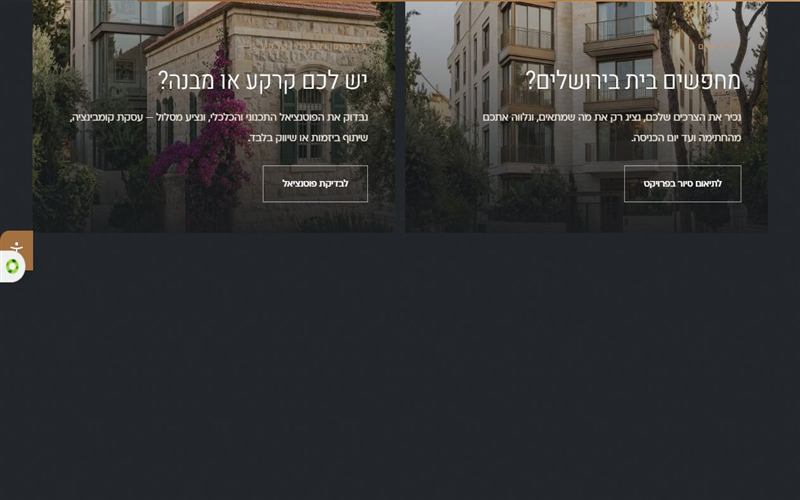 מחפשים בית בירושלים?
נכיר את הצרכים שלכם, נציג רק את מה שמתאים, ונלווה אתכם
מהחתימה ועד יום הכניסה.
לתיאום סיור בפרויקט
יש לכם קרקע או מבנה?
נבדוק את הפוטנציאל התכנוני והכלכלי, ונציע מסלול — עסקת קומבינציה,
שיתוף ביזמות או שיווק בלבד.
לבדיקת פוטנציאל